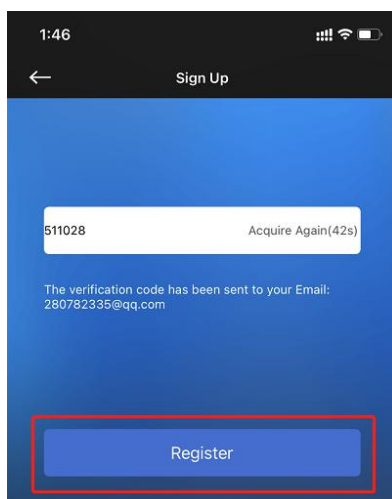 1:46
Sign Up
511028 Acquire Again(42s)
The verification code has been sent to your Email:
280782335@qq.com
Register